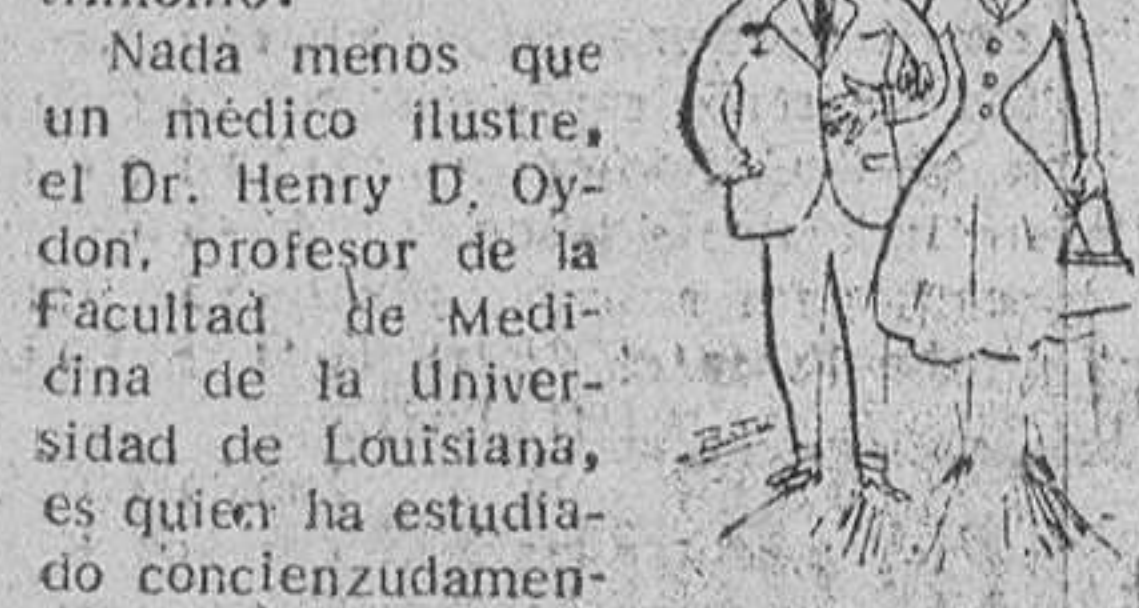 Nada menos que
un médico ilustre,
el Dr. Henry D. Oy-
don, profesor de la
Facultad de Medi-
cina de la Univer-
sidad de Louisiana,
es quien ha estudia-
do concienzudamen-